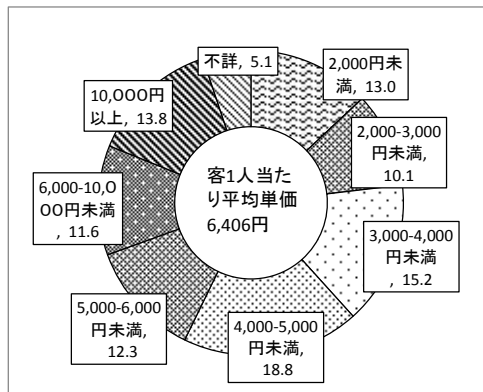 不詳, 5.1
2,000円未
満, 13.0
2,000-3,000
円未満,
10.1
3,000-4,000
円未満
, 15.2
4,000-5,000
円未満,
18.8
5,000-6,000
円未満,
12.3
6,000-10,0
00円未満
, 11.6
10,000円
以上, 13.8
客1人当た
り平均単価
6,406円